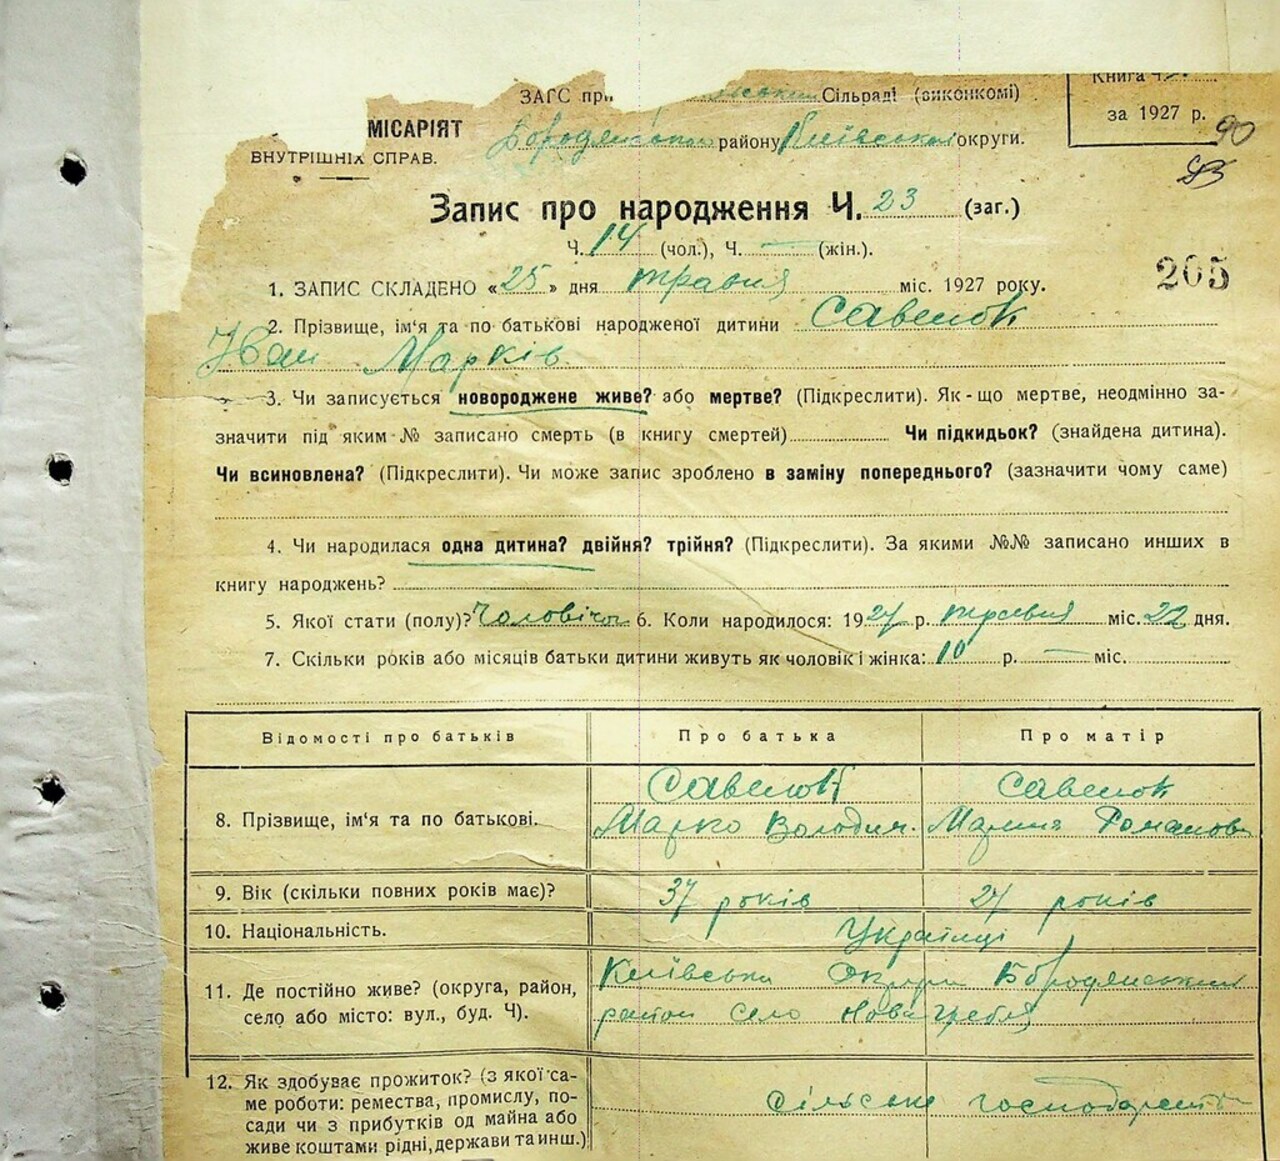 ЗАГС при Сільраді (виконкомі)
Книга
МІСАРІЯТ
Бородянського району Київської округи.
за 1927 р.
90
ВНУТРІШНІХ СПРАВ.
Запис про народження Ч. 23 (заг.)
Ч. 14 (чол.), Ч. — (жін.).
205
1. ЗАПИС СКЛАДЕНО «25» дня травня міс. 1927 року.
2. Прізвище, ім'я та по батькові народженої дитини Савенок
Іван Марків
3. Чи записується новороджене живе? або мертве? (Підкреслити). Як-що мертве, неодмінно за-
значити під яким № записано смерть (в книгу смертей) Чи підкидьок? (знайдена дитина).
Чи всиновлена? (Підкреслити). Чи може запис зроблено в заміну попереднього? (зазначити чому саме)
4. Чи народилася одна дитина? двійня? трійня? (Підкреслити). За якими №№ записано инших в
книгу народжень?
5. Якої стати (полу)? Чоловічої 6. Коли народилося: 1927 р. травня міс. 22 дня.
7. Скільки років або місяців батьки дитини живуть як чоловік і жінка: 10 р. — міс.
Відомості про батьків Про батька Про матір
Савенок Савенок
8. Прізвище, ім'я та по батькові. Марко Володим. Марина Романовн
9. Вік (скільки повних років має)? 37 років 27 років
10. Національність. Українці
Київська Округа Бородянський
11. Де постійно живе? (округа, район,
село або місто: вул., буд. Ч). район село Нова Гребля
12. Як здобуває прожиток? (з якої са-
ме роботи: ремества, промислу, по-
сади чи з прибутків од майна або
живе коштами рідні, держави та инш.)
сільське господарство